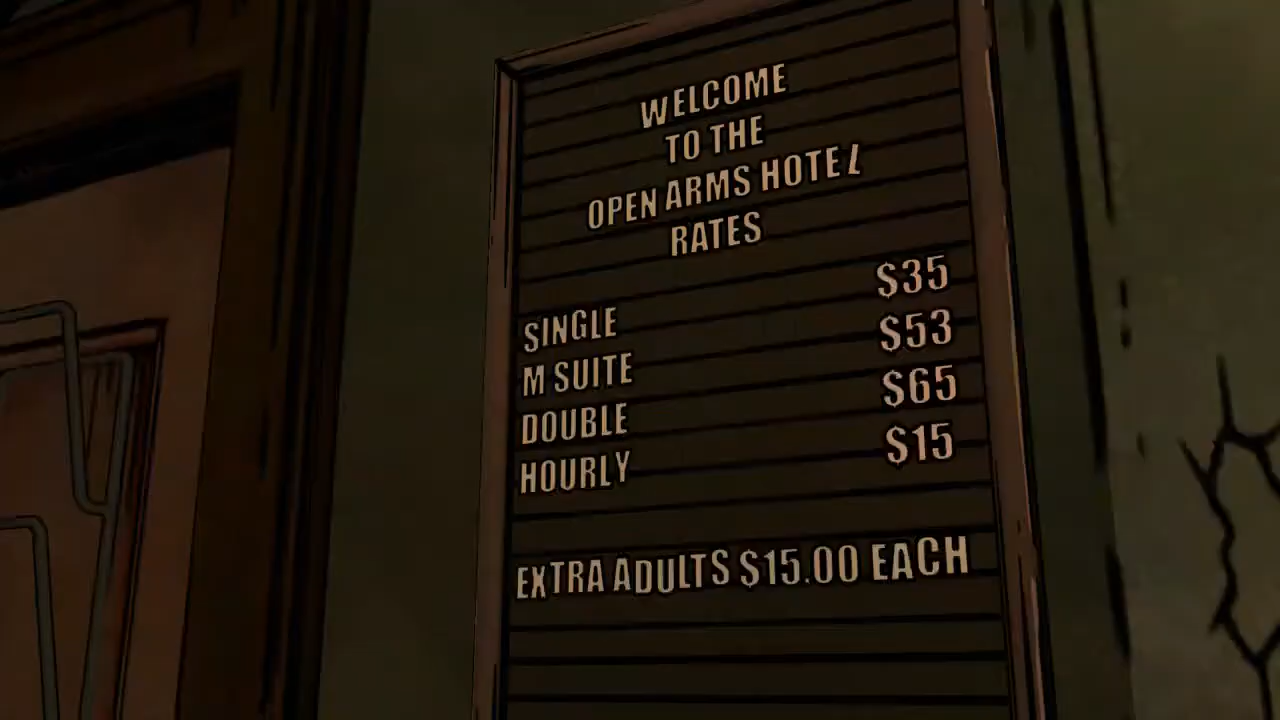 WELCOME
TO THE
OPEN ARMS HOTEL
RATES
SINGLE $35
M SUITE $53
DOUBLE $65
HOURLY $15
EXTRA ADULTS $15.00 EACH